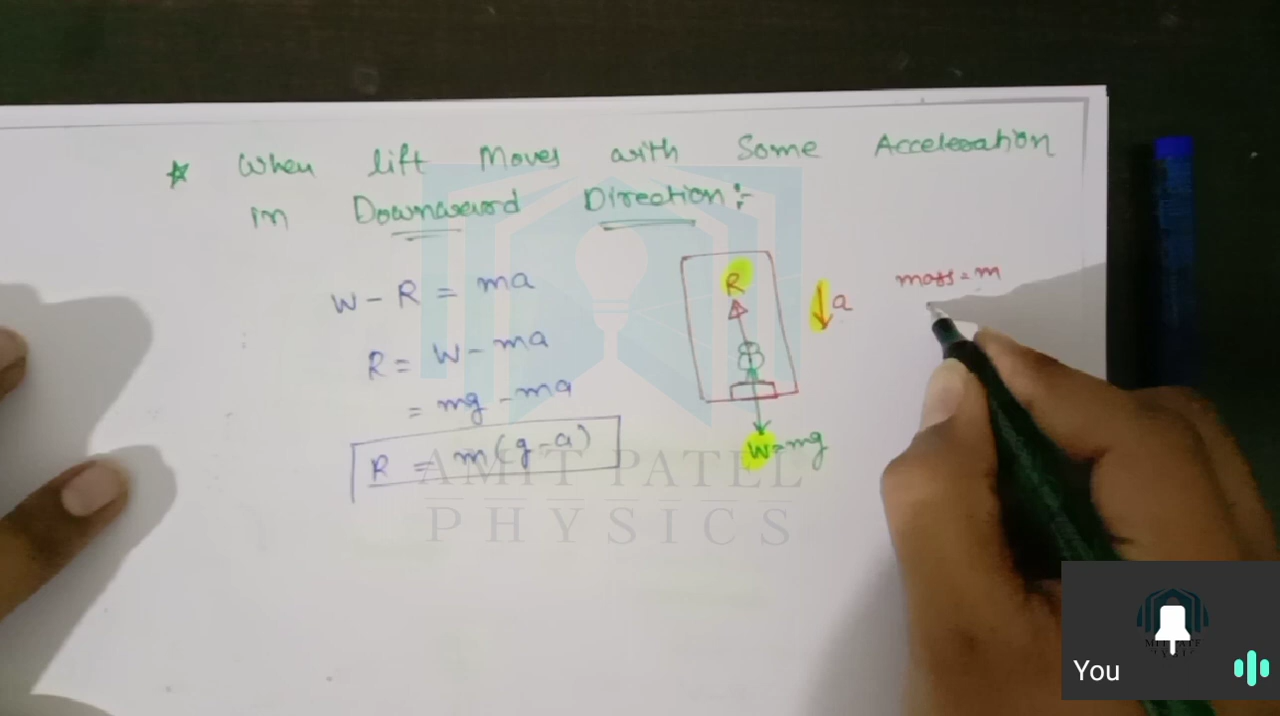 ☆ When lift Moves with Some Acceleration
in Downward Direction :-
W - R = ma
R = W - ma
= mg - ma
R = m(g-a)
R
a
mass = m
W = mg
AMIT PATEL
PHYSICS
You